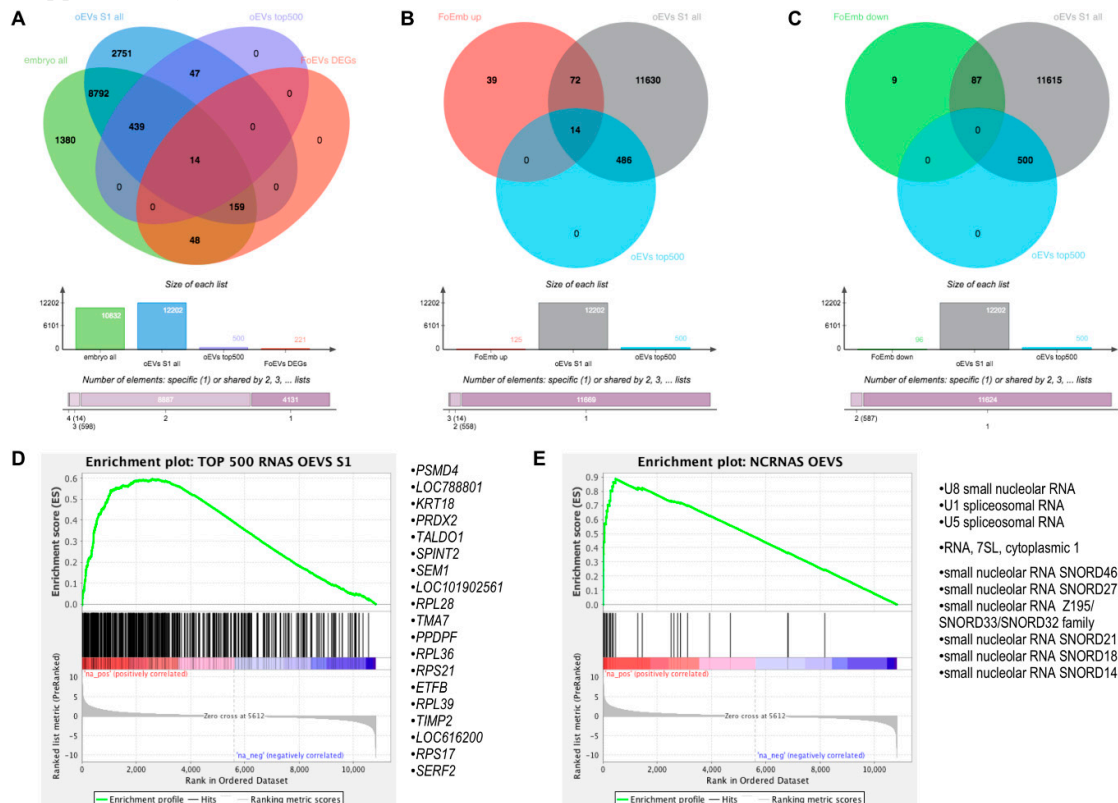 A
oEVs S1 all
oEVs top500
embryo all
FoEVs DEGs
2751
0
47
8792
0
439
0
1380
0
14
0
0
0
159
48
Size of each list
12202
6101
0
10832
12202
500
221
embryo all
oEVs S1 all
oEVs top500
FoEVs DEGs
Number of elements: specific (1) or shared by 2, 3, ... lists
4131
4 (14)
3 (598)
2
1
B
FoEmb up
oEVs S1 all
39
72
11630
14
0
486
0
oEVs top500
Size of each list
12202
6101
0
125
12202
500
FoEmb up
oEVs S1 all
oEVs top500
Number of elements: specific (1) or shared by 2, 3, ... lists
11669
3 (14)
2 (558)
1
C
FoEmb down
oEVs S1 all
9
87
11615
0
0
500
0
oEVs top500
Size of each list
12202
6101
0
96
12202
500
FoEmb down
oEVs S1 all
oEVs top500
Number of elements: specific (1) or shared by 2, 3, ... lists
11624
2 (587)
1
D
Enrichment plot: TOP 500 RNAS OEVS S1
Enrichment score (ES)
0.6
0.5
0.4
0.3
0.2
0.1
0.0
'na_pos' (positively correlated)
Ranked list metric (PreRanked)
10
5
0
-5
-10
Zero cross at 5612
'na_neg' (negatively correlated)
0
2,000
4,000
6,000
8,000
10,000
Rank in Ordered Dataset
Enrichment profile
Hits
Ranking metric scores
•PSMD4
•LOC788801
•KRT18
•PRDX2
•TALDO1
•SPINT2
•SEM1
•LOC101902561
•RPL28
•TMA7
•PPDPF
•RPL36
•RPS21
•ETFB
•RPL39
•TIMP2
•LOC616200
•RPS17
•SERF2
E
Enrichment plot: NCRNAS OEVS
Enrichment score (ES)
0.9
0.8
0.7
0.6
0.5
0.4
0.3
0.2
0.1
0.0
'na_pos' (positively correlated)
Ranked list metric (PreRanked)
10
5
0
-5
-10
Zero cross at 5612
'na_neg' (negatively correlated)
0
2,000
4,000
6,000
8,000
10,000
Rank in Ordered Dataset
Enrichment profile
Hits
Ranking metric scores
•U8 small nucleolar RNA
•U1 spliceosomal RNA
•U5 spliceosomal RNA
•RNA, 7SL, cytoplasmic 1
•small nucleolar RNA SNORD46
•small nucleolar RNA SNORD27
•small nucleolar RNA Z195/
SNORD33/SNORD32 family
•small nucleolar RNA SNORD21
•small nucleolar RNA SNORD18
•small nucleolar RNA SNORD14